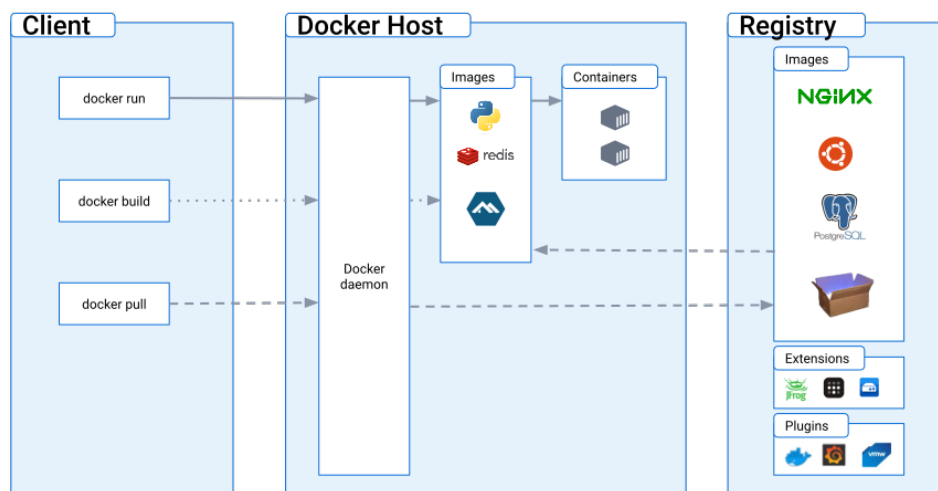 Client
docker run
docker build
docker pull
Docker Host
Docker
daemon
Images
redis
Containers
Registry
Images
NGINX
PostgreSQL
Extensions
JFrog
Plugins
vmw